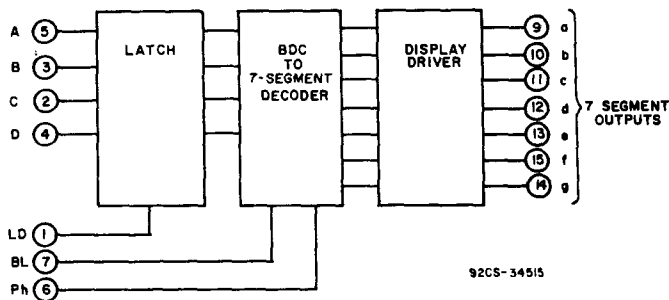 A 5
B 3
C 2
D 4
LD 1
BL 7
Ph 6
LATCH
BDC
TO
7-SEGMENT
DECODER
DISPLAY
DRIVER
9 a
10 b
11 c
12 d
13 e
15 f
14 g
7 SEGMENT
OUTPUTS
92CS-34515